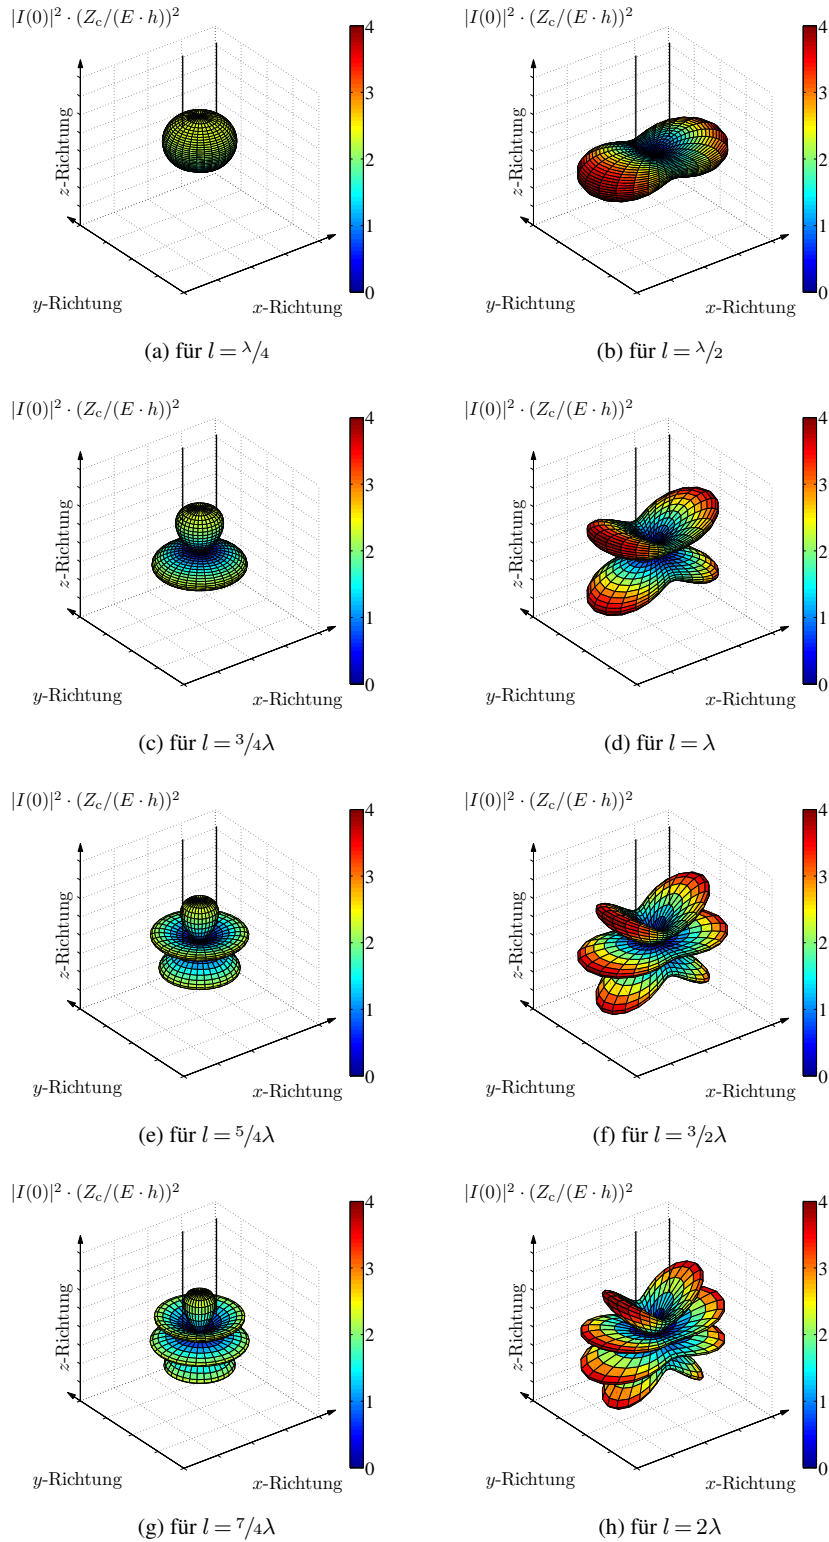 |I(0)|² · (Z_c/(E · h))² |I(0)|² · (Z_c/(E · h))²
4 4
3 3
z-Richtung z-Richtung
2 2
1 1
y-Richtung x-Richtung 0 y-Richtung x-Richtung 0
(a) für l = λ/4 (b) für l = λ/2
|I(0)|² · (Z_c/(E · h))² |I(0)|² · (Z_c/(E · h))²
4 4
3 3
z-Richtung z-Richtung
2 2
1 1
y-Richtung x-Richtung 0 y-Richtung x-Richtung 0
(c) für l = 3/4λ (d) für l = λ
|I(0)|² · (Z_c/(E · h))² |I(0)|² · (Z_c/(E · h))²
4 4
3 3
z-Richtung z-Richtung
2 2
1 1
y-Richtung x-Richtung 0 y-Richtung x-Richtung 0
(e) für l = 5/4λ (f) für l = 3/2λ
|I(0)|² · (Z_c/(E · h))² |I(0)|² · (Z_c/(E · h))²
4 4
3 3
z-Richtung z-Richtung
2 2
1 1
y-Richtung x-Richtung 0 y-Richtung x-Richtung 0
(g) für l = 7/4λ (h) für l = 2λ